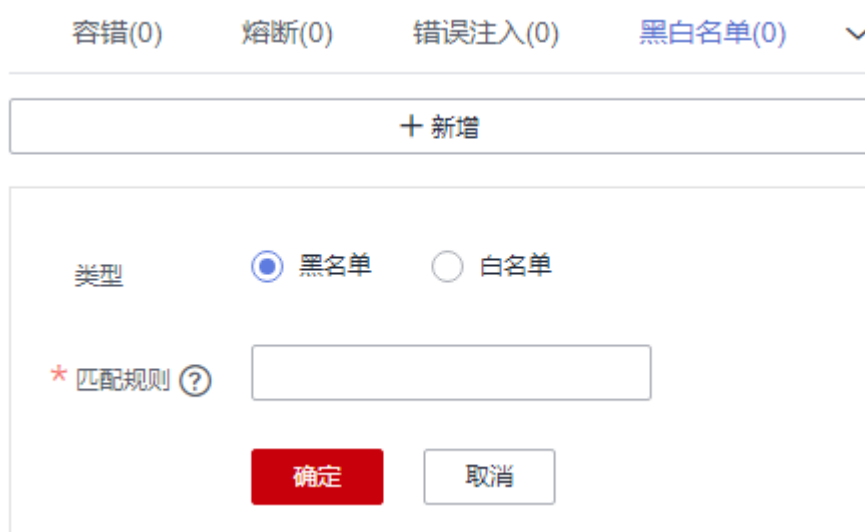 容错(0) 熔断(0) 错误注入(0) 黑白名单(0)
＋新增
类型 黑名单 白名单
* 匹配规则 ?
确定 取消